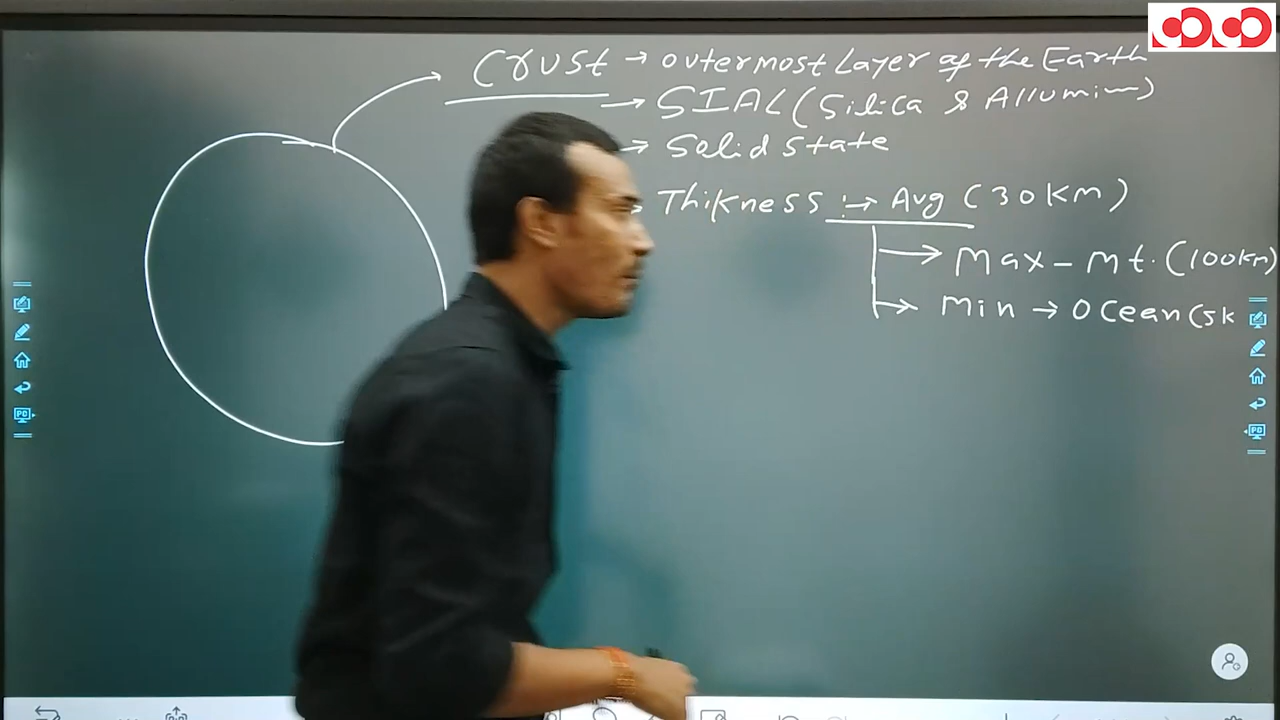 Crust → outermost Layer of the Earth
→ SIAL (Silica & Allumium)
→ Solid state
→ Thikness :→ Avg (30 KM)
→ Max - Mt. (100km)
→ Min → Ocean (5k